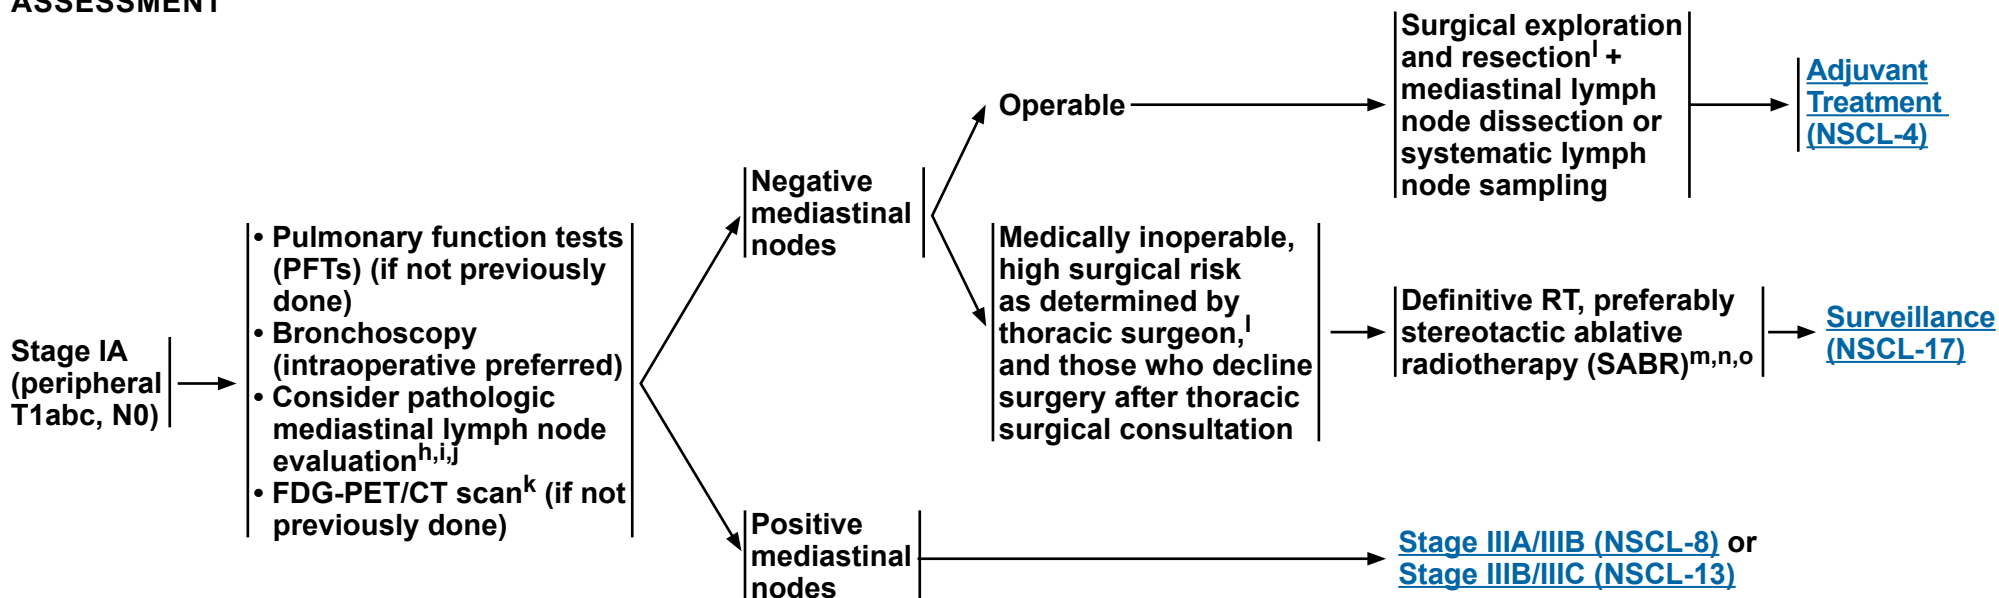 ASSESSMENT
Stage IA
(peripheral
T1abc, N0)
• Pulmonary function tests
(PFTs) (if not previously
done)
• Bronchoscopy
(intraoperative preferred)
• Consider pathologic
mediastinal lymph node
evaluationh,i,j
• FDG-PET/CT scank (if not
previously done)
Negative
mediastinal
nodes
Operable
Surgical exploration
and resectionl +
mediastinal lymph
node dissection or
systematic lymph
node sampling
Adjuvant
Treatment
(NSCL-4)
Medically inoperable,
high surgical risk
as determined by
thoracic surgeon,l
and those who decline
surgery after thoracic
surgical consultation
Definitive RT, preferably
stereotactic ablative
radiotherapy (SABR)m,n,o
Surveillance
(NSCL-17)
Positive
mediastinal
nodes
Stage IIIA/IIIB (NSCL-8) or
Stage IIIB/IIIC (NSCL-13)